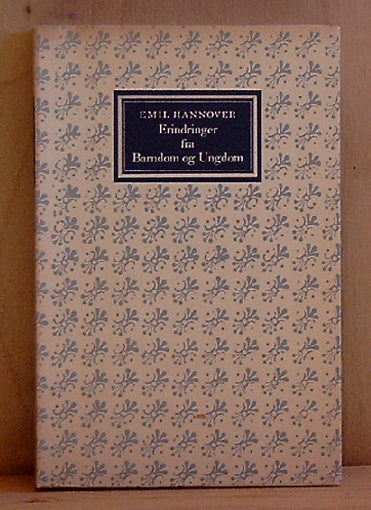 EMIL HANNOVER
Erindringer
fra
Barndom og Ungdom